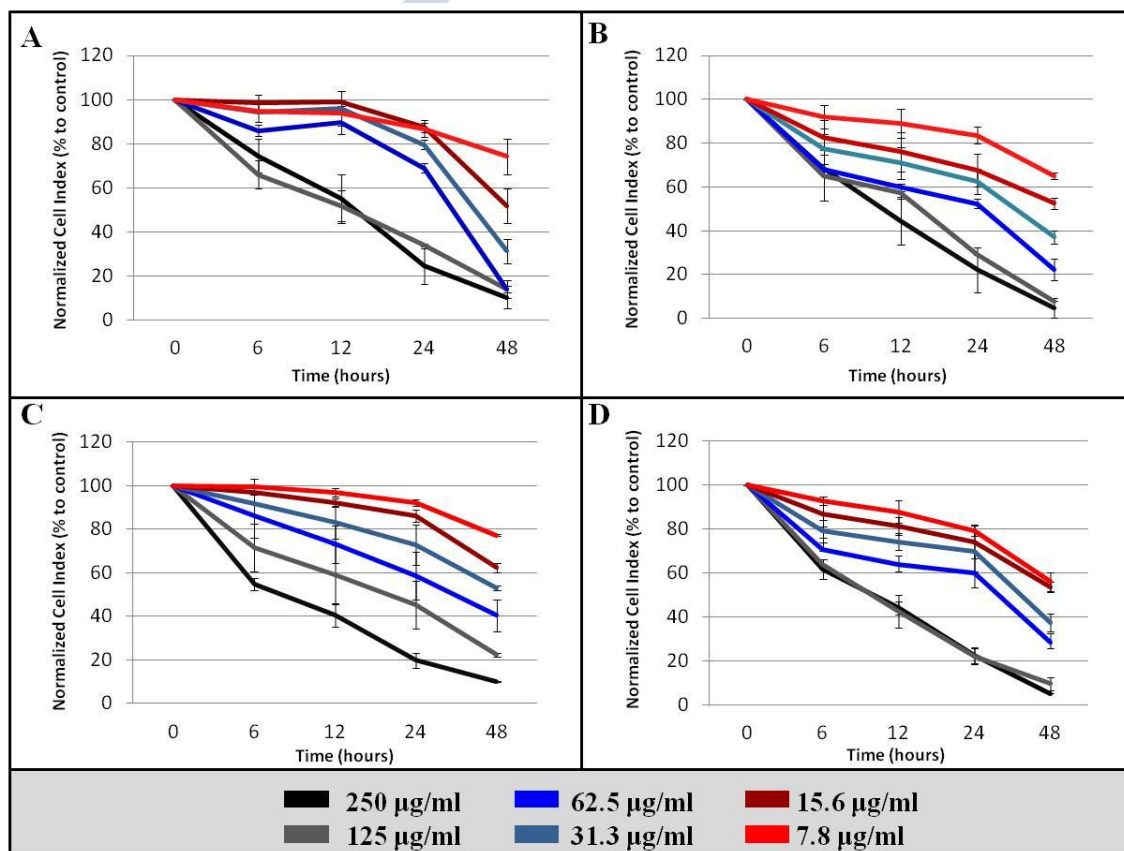 A
Normalized Cell Index (% to control)
120
100
80
60
40
20
0
0 6 12 24 48
Time (hours)
B
Normalized Cell Index (% to control)
120
100
80
60
40
20
0
0 6 12 24 48
Time (hours)
C
Normalized Cell Index (% to control)
120
100
80
60
40
20
0
0 6 12 24 48
Time (hours)
D
Normalized Cell Index (% to control)
120
100
80
60
40
20
0
0 6 12 24 48
Time (hours)
250 µg/ml 62.5 µg/ml 15.6 µg/ml
125 µg/ml 31.3 µg/ml 7.8 µg/ml